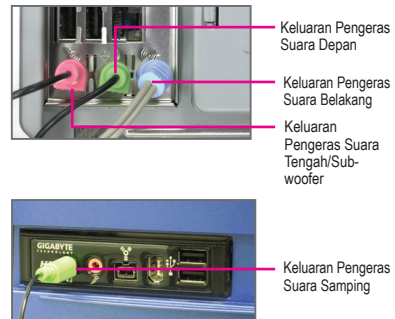 Keluaran Pengeras
Suara Depan
Keluaran Pengeras
Suara Belakang
Keluaran
Pengeras Suara
Tengah/Sub-
woofer
GIGABYTE
TECHNOLOGY
Keluaran Pengeras
Suara Samping